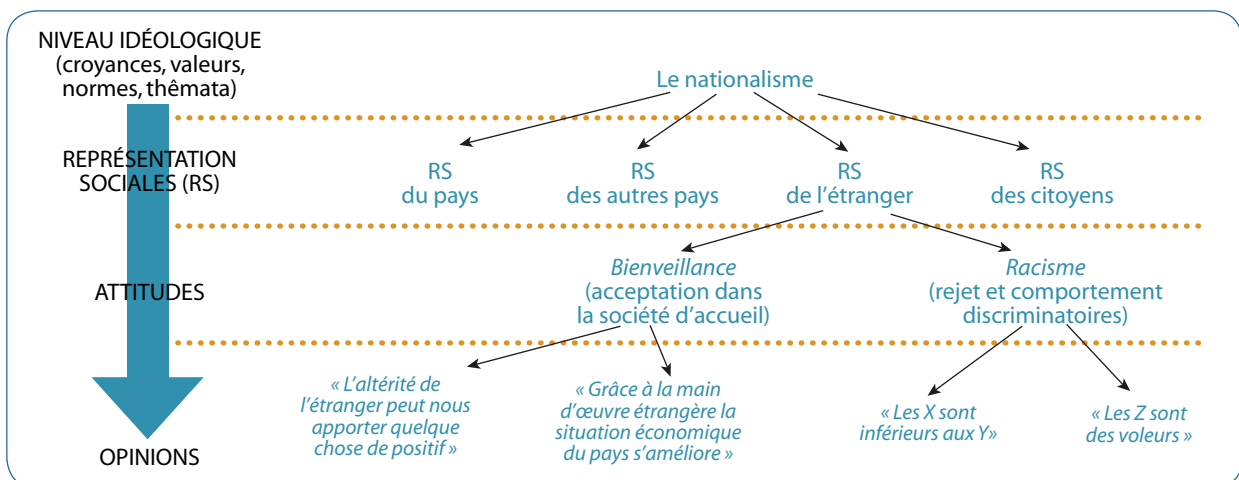 NIVEAU IDÉOLOGIQUE
(croyances, valeurs,
normes, thêmata)
Le nationalisme
REPRÉSENTATION
SOCIALES (RS)
RS
du pays
RS
des autres pays
RS
de l'étranger
RS
des citoyens
ATTITUDES
Bienveillance
(acceptation dans
la société d'accueil)
Racisme
(rejet et comportement
discriminatoires)
OPINIONS
« L'altérité de
l'étranger peut nous
apporter quelque
chose de positif »
« Grâce à la main
d'œuvre étrangère la
situation économique
du pays s'améliore »
« Les X sont
inférieurs aux Y»
« Les Z sont
des voleurs »